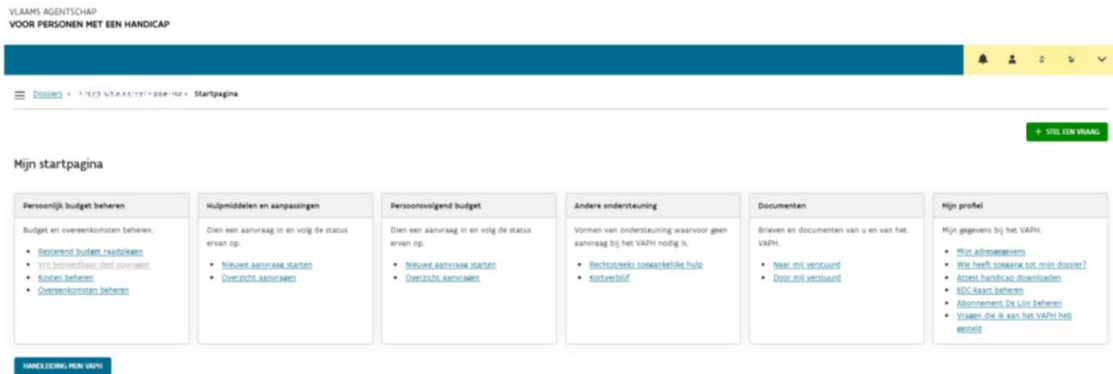 VLAAMS AGENTSCHAP
VOOR PERSONEN MET EEN HANDICAP
Dossiers
Startpagina
+ STEL EEN VRAAG
Mijn startpagina
Persoonlijk budget beheren
Budget en overeenkomsten beheren.
Resterend budget raadplegen
Vrij besteedbaar deel opvragen
Kosten beheren
Overeenkomsten beheren
Hulpmiddelen en aanpassingen
Dien een aanvraag in en volg de status
ervan op.
Nieuwe aanvraag starten
Overzicht aanvragen
Persoonsvolgend budget
Dien een aanvraag in en volg de status
ervan op.
Nieuwe aanvraag starten
Overzicht aanvragen
Andere ondersteuning
Vormen van ondersteuning waarvoor geen
aanvraag bij het VAPH nodig is.
Rechtstreeks toegankelijke hulp
Kortverblijf
Documenten
Brieven en documenten van u en van het
VAPH.
Naar mij verstuurd
Door mij verstuurd
Mijn profiel
Mijn gegevens bij het VAPH.
Mijn adresgegevens
Wie heeft toegang tot mijn dossier?
Attest handicap downloaden
EDC-kaart beheren
Abonnement De Lijn beheren
Vragen die ik aan het VAPH heb
gesteld
HANDLEIDING MIJN VAPH